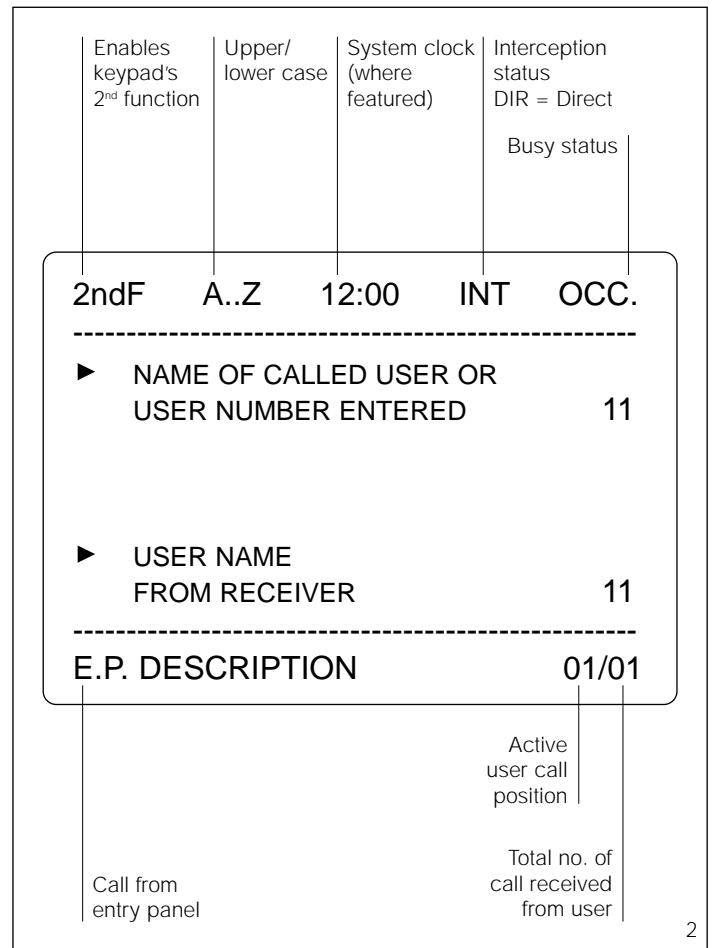 Enables
keypad's
2nd function
Upper/
lower case
System clock
(where
featured)
Interception
status
DIR = Direct
Busy status
2ndF A..Z 12:00 INT OCC.
--------------------------------------------------------
► NAME OF CALLED USER OR
USER NUMBER ENTERED 11
► USER NAME
FROM RECEIVER 11
--------------------------------------------------------
E.P. DESCRIPTION 01/01
Active
user call
position
Call from
entry panel
Total no. of
call received
from user
2